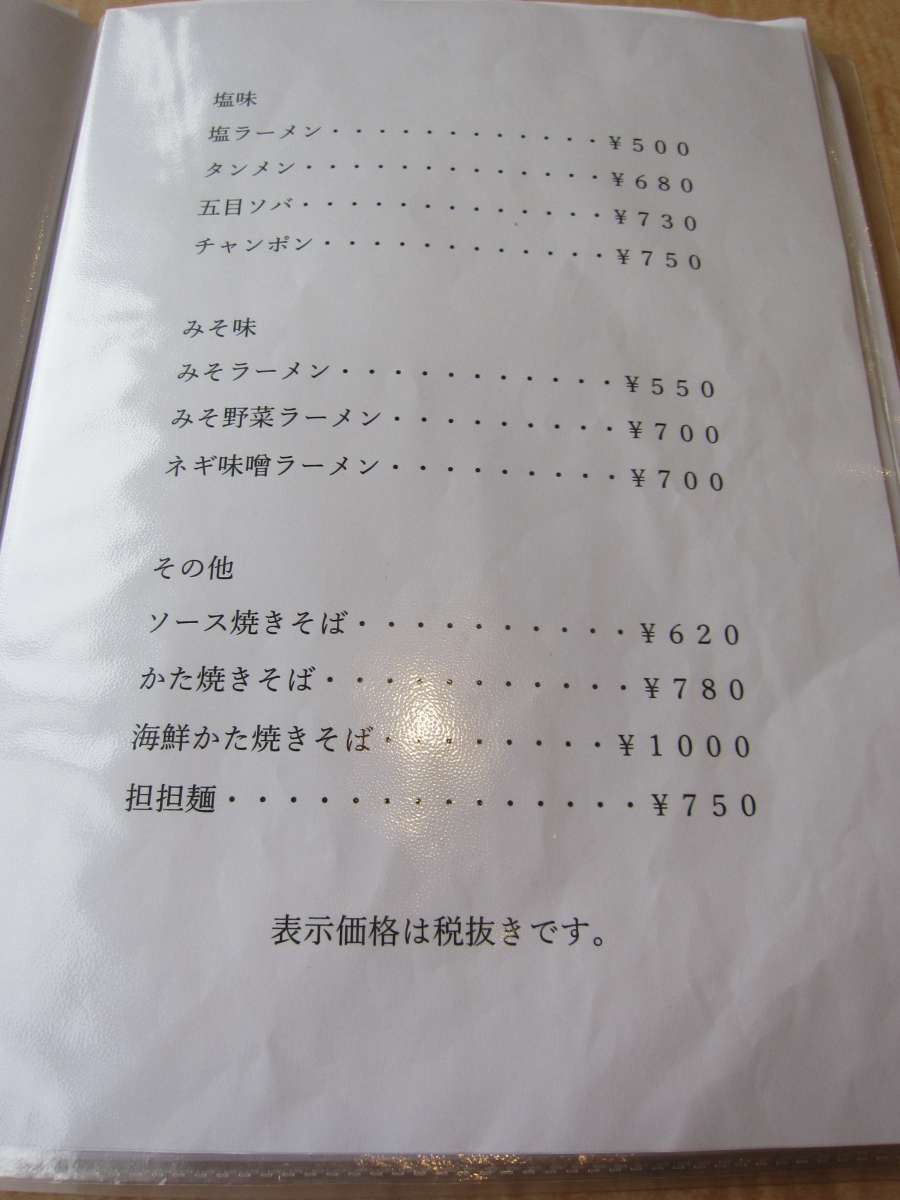 塩味
塩ラーメン・・・・・・・・・・・・¥500
タンメン・・・・・・・・・・・・・¥680
五目ソバ・・・・・・・・・・・・・¥730
チャンポン・・・・・・・・・・・・¥750
みそ味
みそラーメン・・・・・・・・・・・¥550
みそ野菜ラーメン・・・・・・・・・¥700
ネギ味噌ラーメン・・・・・・・・・¥700
その他
ソース焼きそば・・・・・・・・・・¥620
かた焼きそば・・・・・・・・・・・¥780
海鮮かた焼きそば・・・・・・・・¥1000
担担麺・・・・・・・・・・・・・・¥750
表示価格は税抜きです。